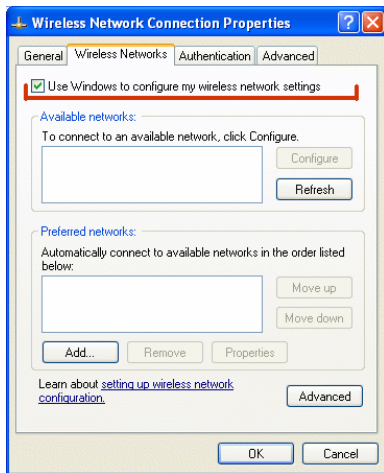 Wireless Network Connection Properties
General Wireless Networks Authentication Advanced
Use Windows to configure my wireless network settings
Available networks:
To connect to an available network, click Configure.
Configure
Refresh
Preferred networks:
Automatically connect to available networks in the order listed
below:
Move up
Move down
Add... Remove Properties
Learn about setting up wireless network
configuration.
Advanced
OK Cancel